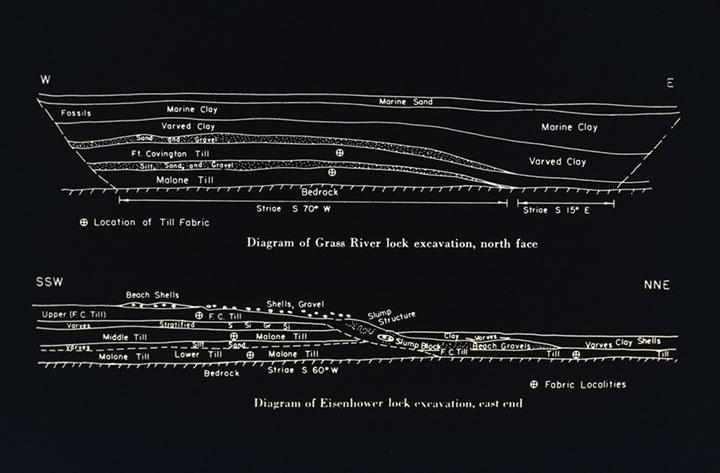 W E
Marine Sand
Fossils Marine Clay Marine Clay
Varved Clay
Sand and Gravel
Ft. Covington Till Varved Clay
Silt, Sand, and Gravel
Malone Till
Bedrock
Striae S 70° W Striae S 15° E
⊕ Location of Till Fabric
Diagram of Grass River lock excavation, north face
SSW NNE
Beach Shells
Shells, Gravel
Upper (F.C. Till) F.C. Till Slump Structure
Varves Stratified S Si Gr Si
Middle Till Malone Till Clay Varves
Varves Silt Sand Slump Block Beach Gravels Varves Clay Shells
Malone Till Lower Till Malone Till F.C. Till Till Till
Bedrock Striae S 60° W
⊕ Fabric Localities
Diagram of Eisenhower lock excavation, east end